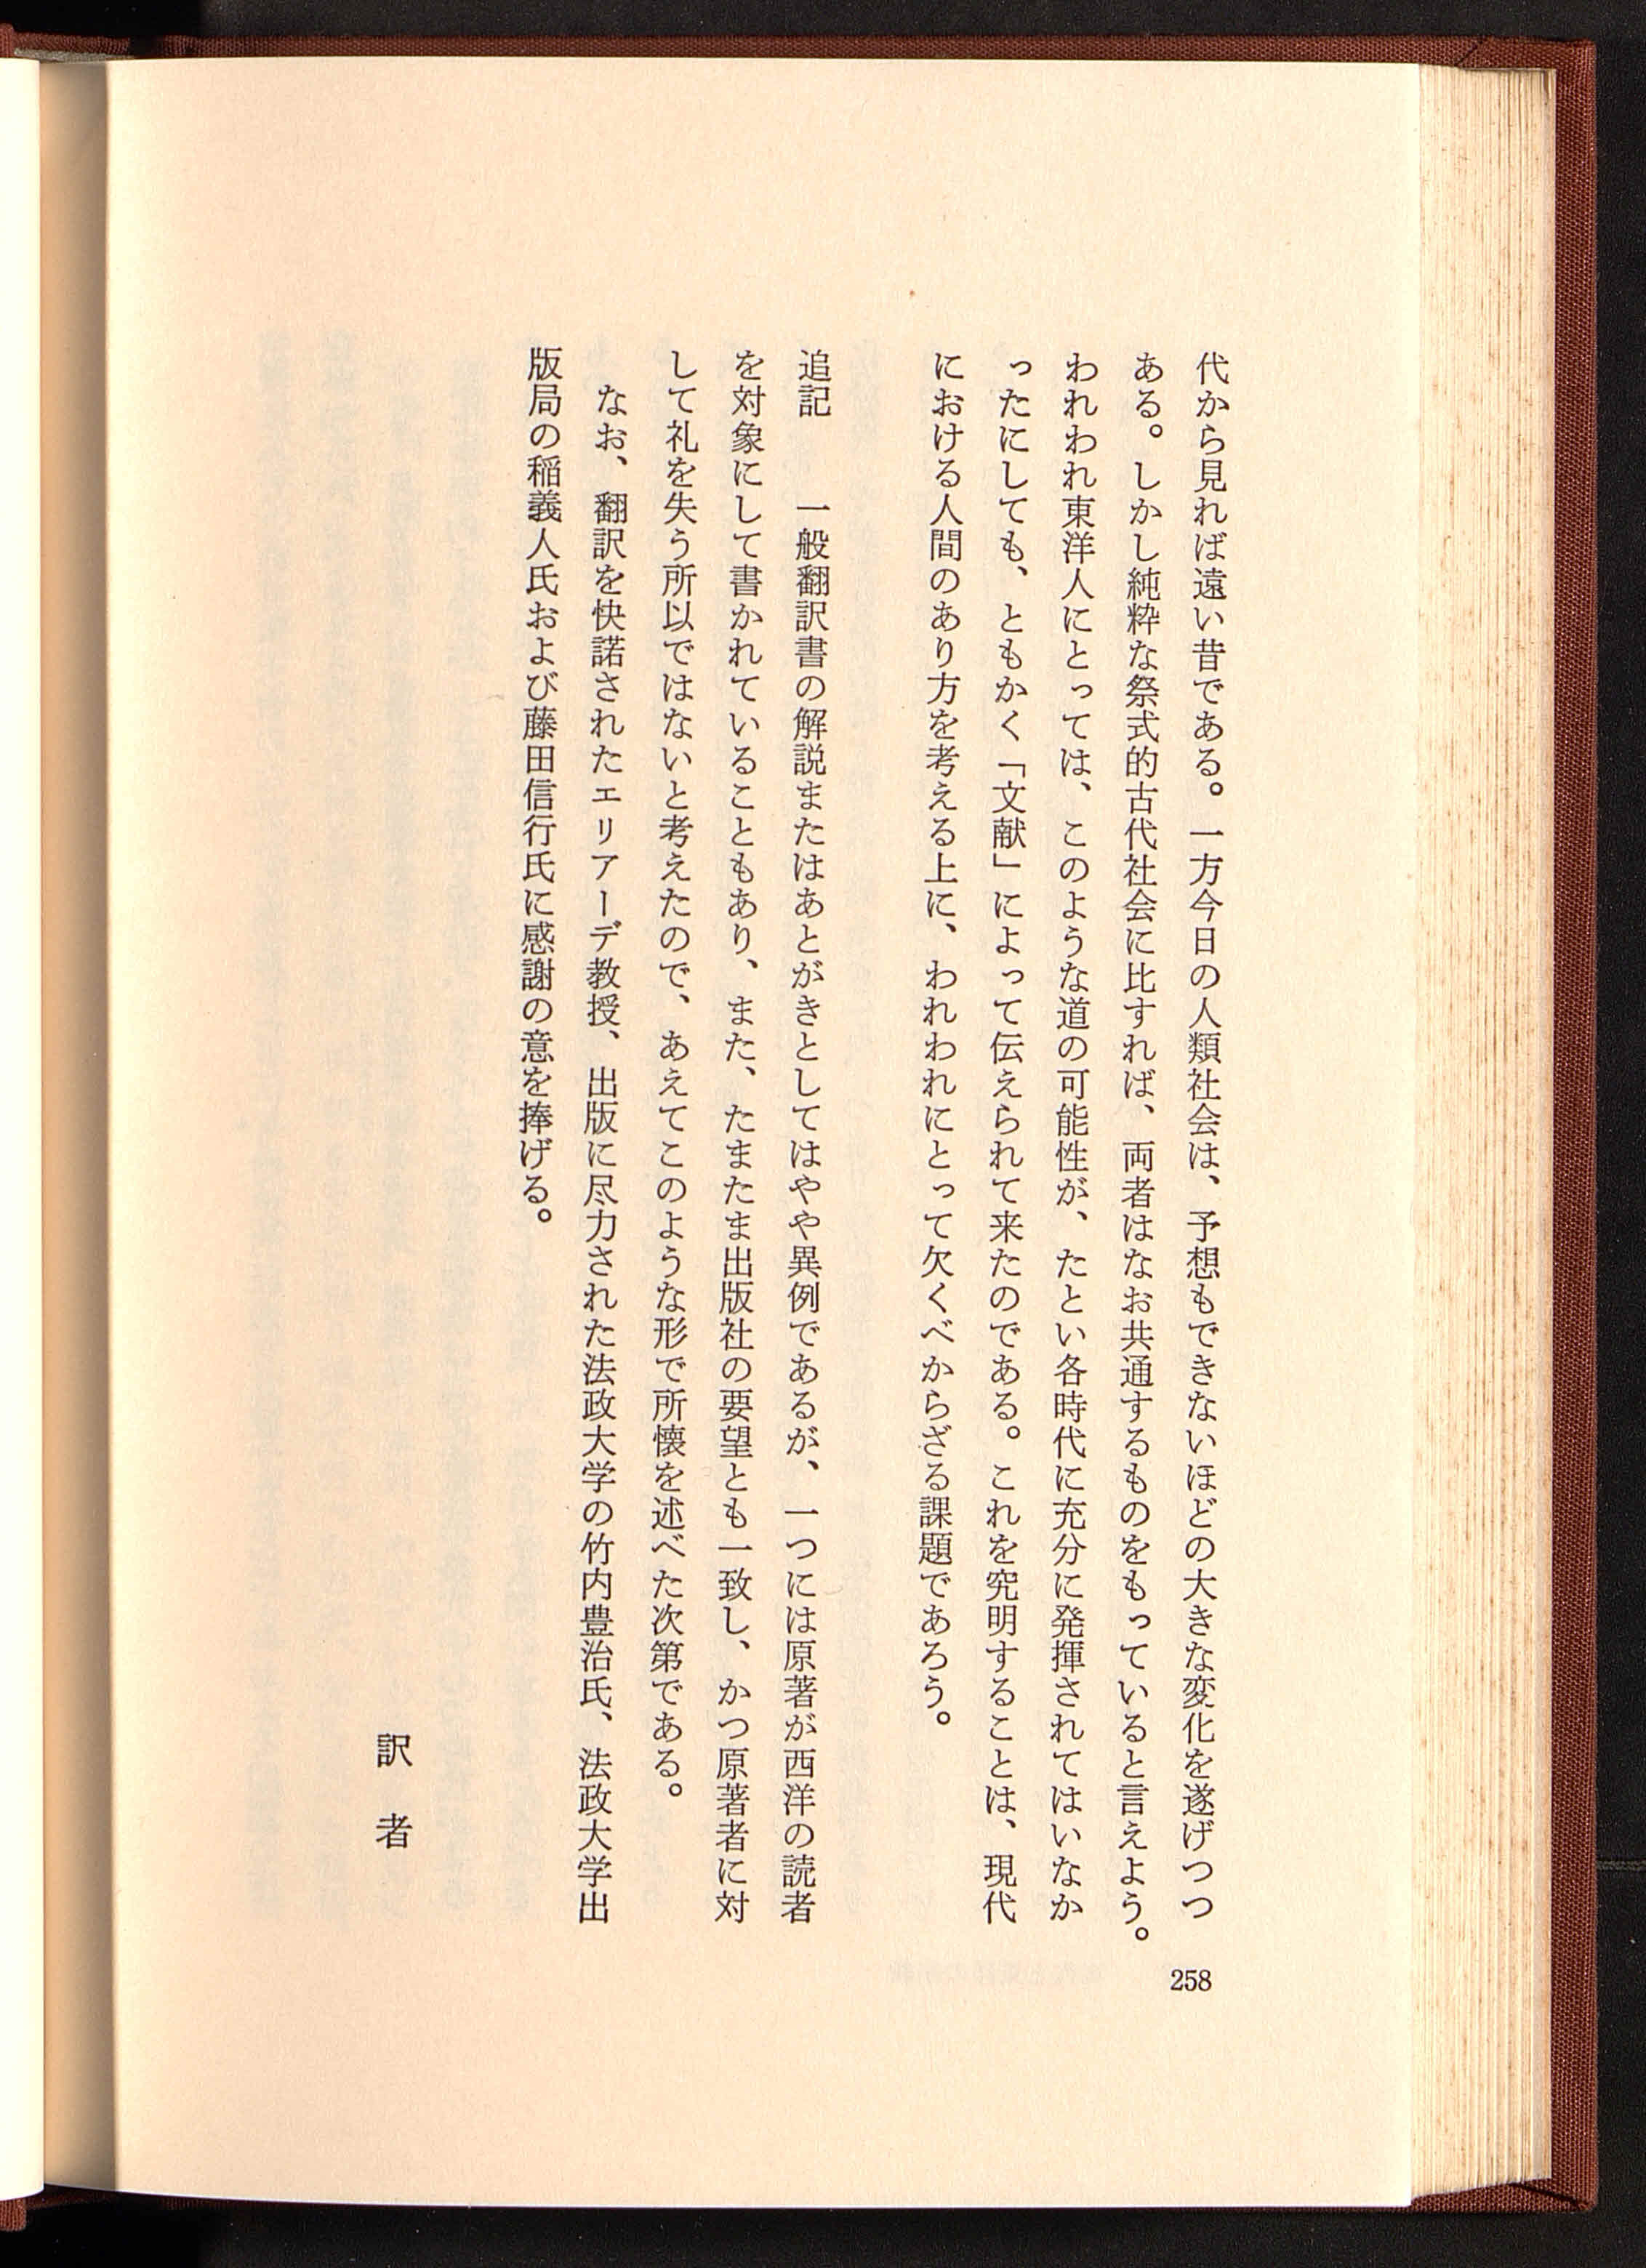 代から見れば遠い昔である。一方今日の人類社会は、予想もできないほどの大きな変化を遂げつつ
ある。しかし純粋な祭式的古代社会に比すれば、両者はなお共通するものをもっていると言えよう。
われわれ東洋人にとっては、このような道の可能性が、たとい各時代に充分に発揮されてはいなか
ったにしても、ともかく「文献」によって伝えられて来たのである。これを究明することは、現代
における人間のあり方を考える上に、われわれにとって欠くべからざる課題であろう。
追記　　一般翻訳書の解説またはあとがきとしてはやや異例であるが、一つには原著が西洋の読者
を対象にして書かれていることもあり、また、たまたま出版社の要望とも一致し、かつ原著者に対
して礼を失う所以ではないと考えたので、あえてこのような形で所懐を述べた次第である。
なお、翻訳を快諾されたエリアーデ教授、出版に尽力された法政大学の竹内豊治氏、法政大学出
版局の稲義人氏および藤田信行氏に感謝の意を捧げる。
訳　者
258